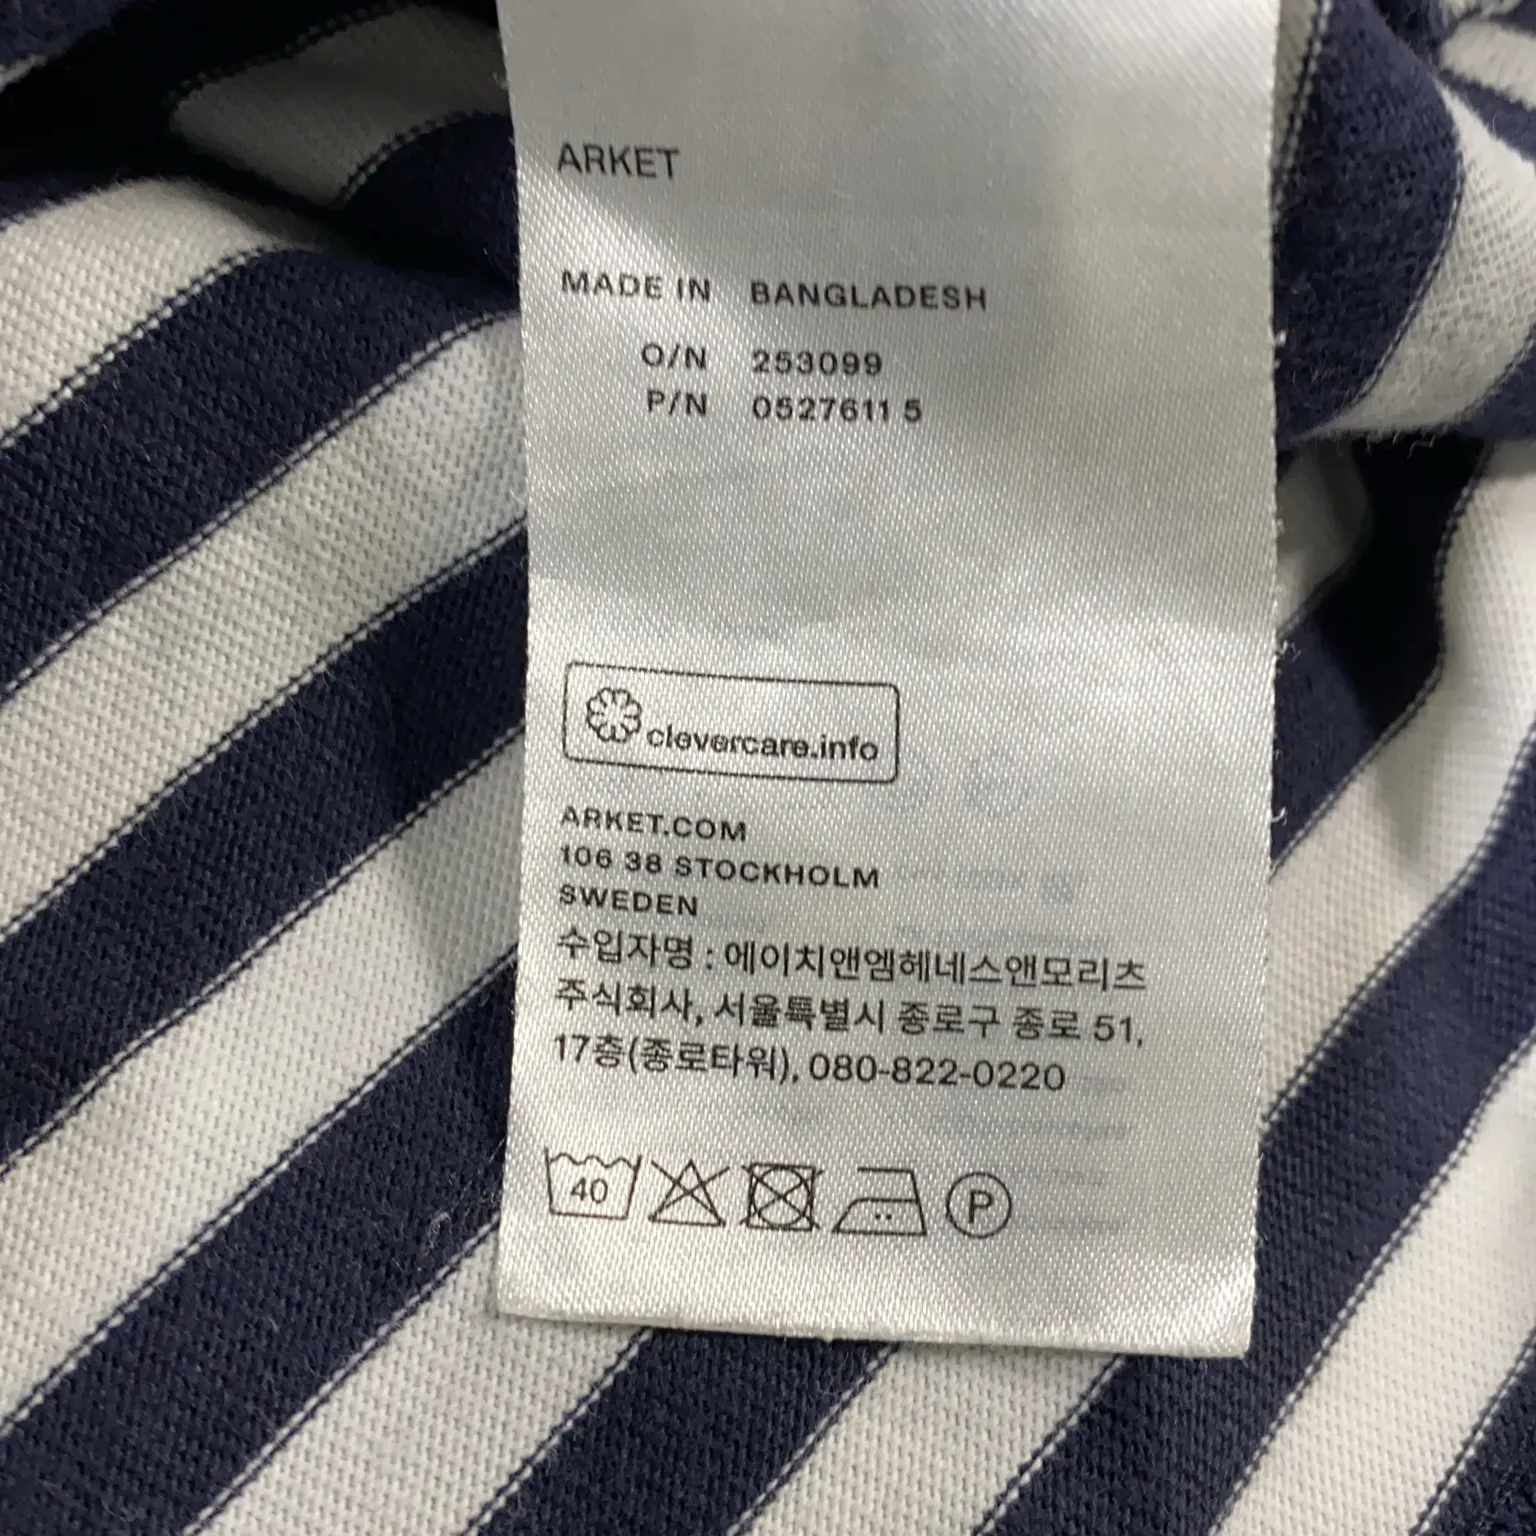 ARKET
MADE IN BANGLADESH
O/N 253099
P/N 0527611 5
clevercare.info
ARKET.COM
106 38 STOCKHOLM
SWEDEN
수입자명 : 에이치앤엠헤네스앤모리츠
주식회사, 서울특별시 종로구 종로 51,
17층(종로타워), 080-822-0220
40 P